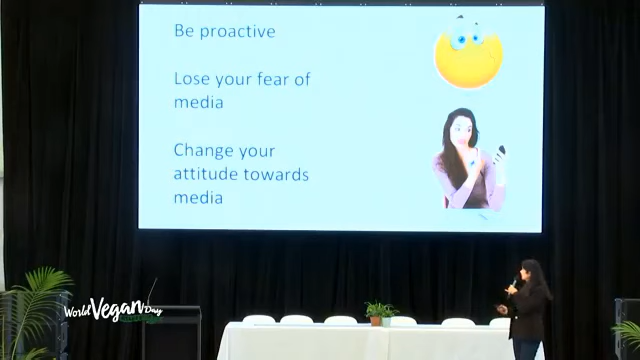 Be proactive
Lose your fear of
media
Change your
attitude towards
media
World Vegan Day